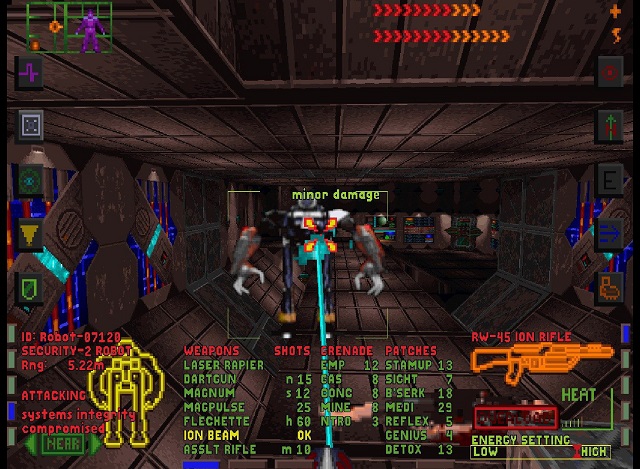 minor damage
E
ID: Robot-07120
SECURITY-2 ROBOT
Rng: 5.22m
ATTACKING
systems integrity
compromised
NEAR
WEAPONS SHOTS GRENADE PATCHES
LASER RAPIER EMP 12 STAMUP 13
DARTGUN n 15 GAS 8 SIGHT 7
MAGNUM s 12 CONC 8 B'SERK 18
MAGPULSE 25 MINE 8 MEDI 29
FLECHETTE h 60 NTRO 3 REFLEX 5
ION BEAM OK GENIUS 4
ASSLT RIFLE m 10 DETOX 13
RW-45 ION RIFLE
HEAT
ENERGY SETTING
LOW HIGH